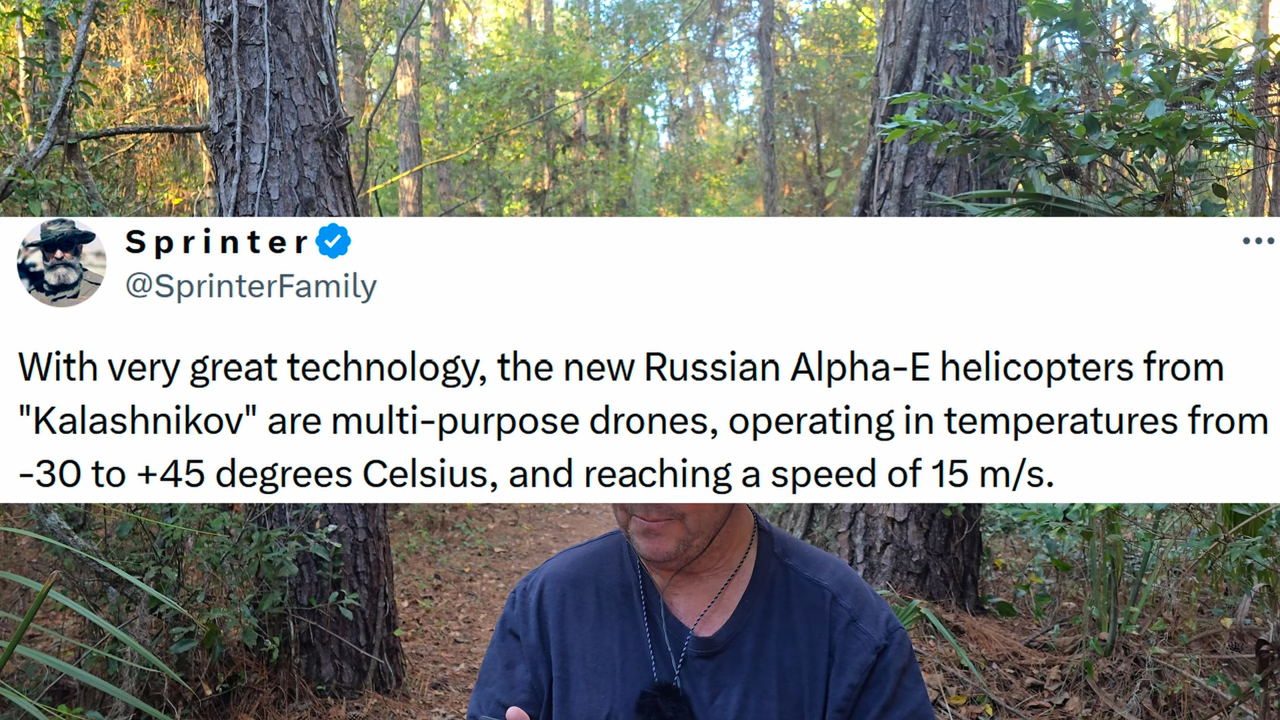 Sprinter
@SprinterFamily
With very great technology, the new Russian Alpha-E helicopters from
"Kalashnikov" are multi-purpose drones, operating in temperatures from
-30 to +45 degrees Celsius, and reaching a speed of 15 m/s.